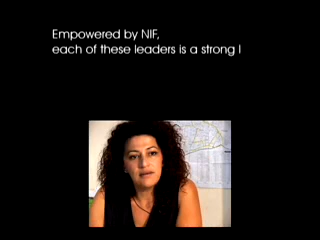 Empowered by NIF,
each of these leaders is a strong l